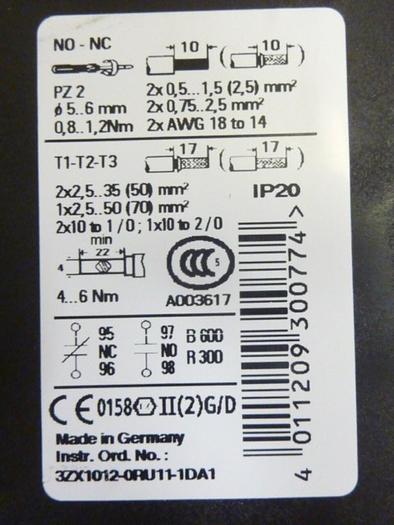 NO - NC
10
( 10 )
PZ 2
ø 5..6 mm
0,8..1,2Nm
2x 0,5...1,5 (2,5) mm²
2x 0,75...2,5 mm²
2x AWG 18 to 14
T1-T2-T3
17
( 17 )
2x2,5..35 (50) mm²
1x2,5..50 (70) mm²
2x10 to 1/0 ; 1x10 to 2/0
IP20
min
22
4
4...6 Nm
CCC S
A003617
95
NC
96
97
NO
98
B 600
R 300
CE 0158 II(2)G/D
Made in Germany
Instr. Ord. No. :
3ZX1012-0RU11-1DA1
4 011209 300774 >